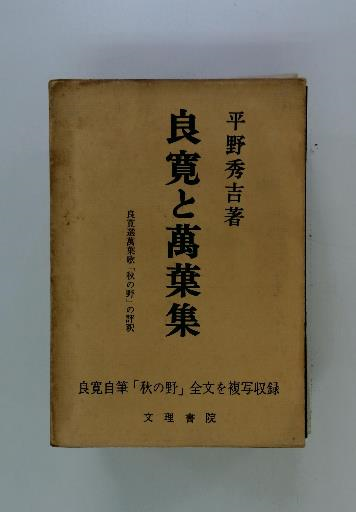 平野秀吉著
良寛と萬葉集
良寛選萬葉歌「秋の野」の評釈
良寛自筆「秋の野」全文を複写収録
文理書院